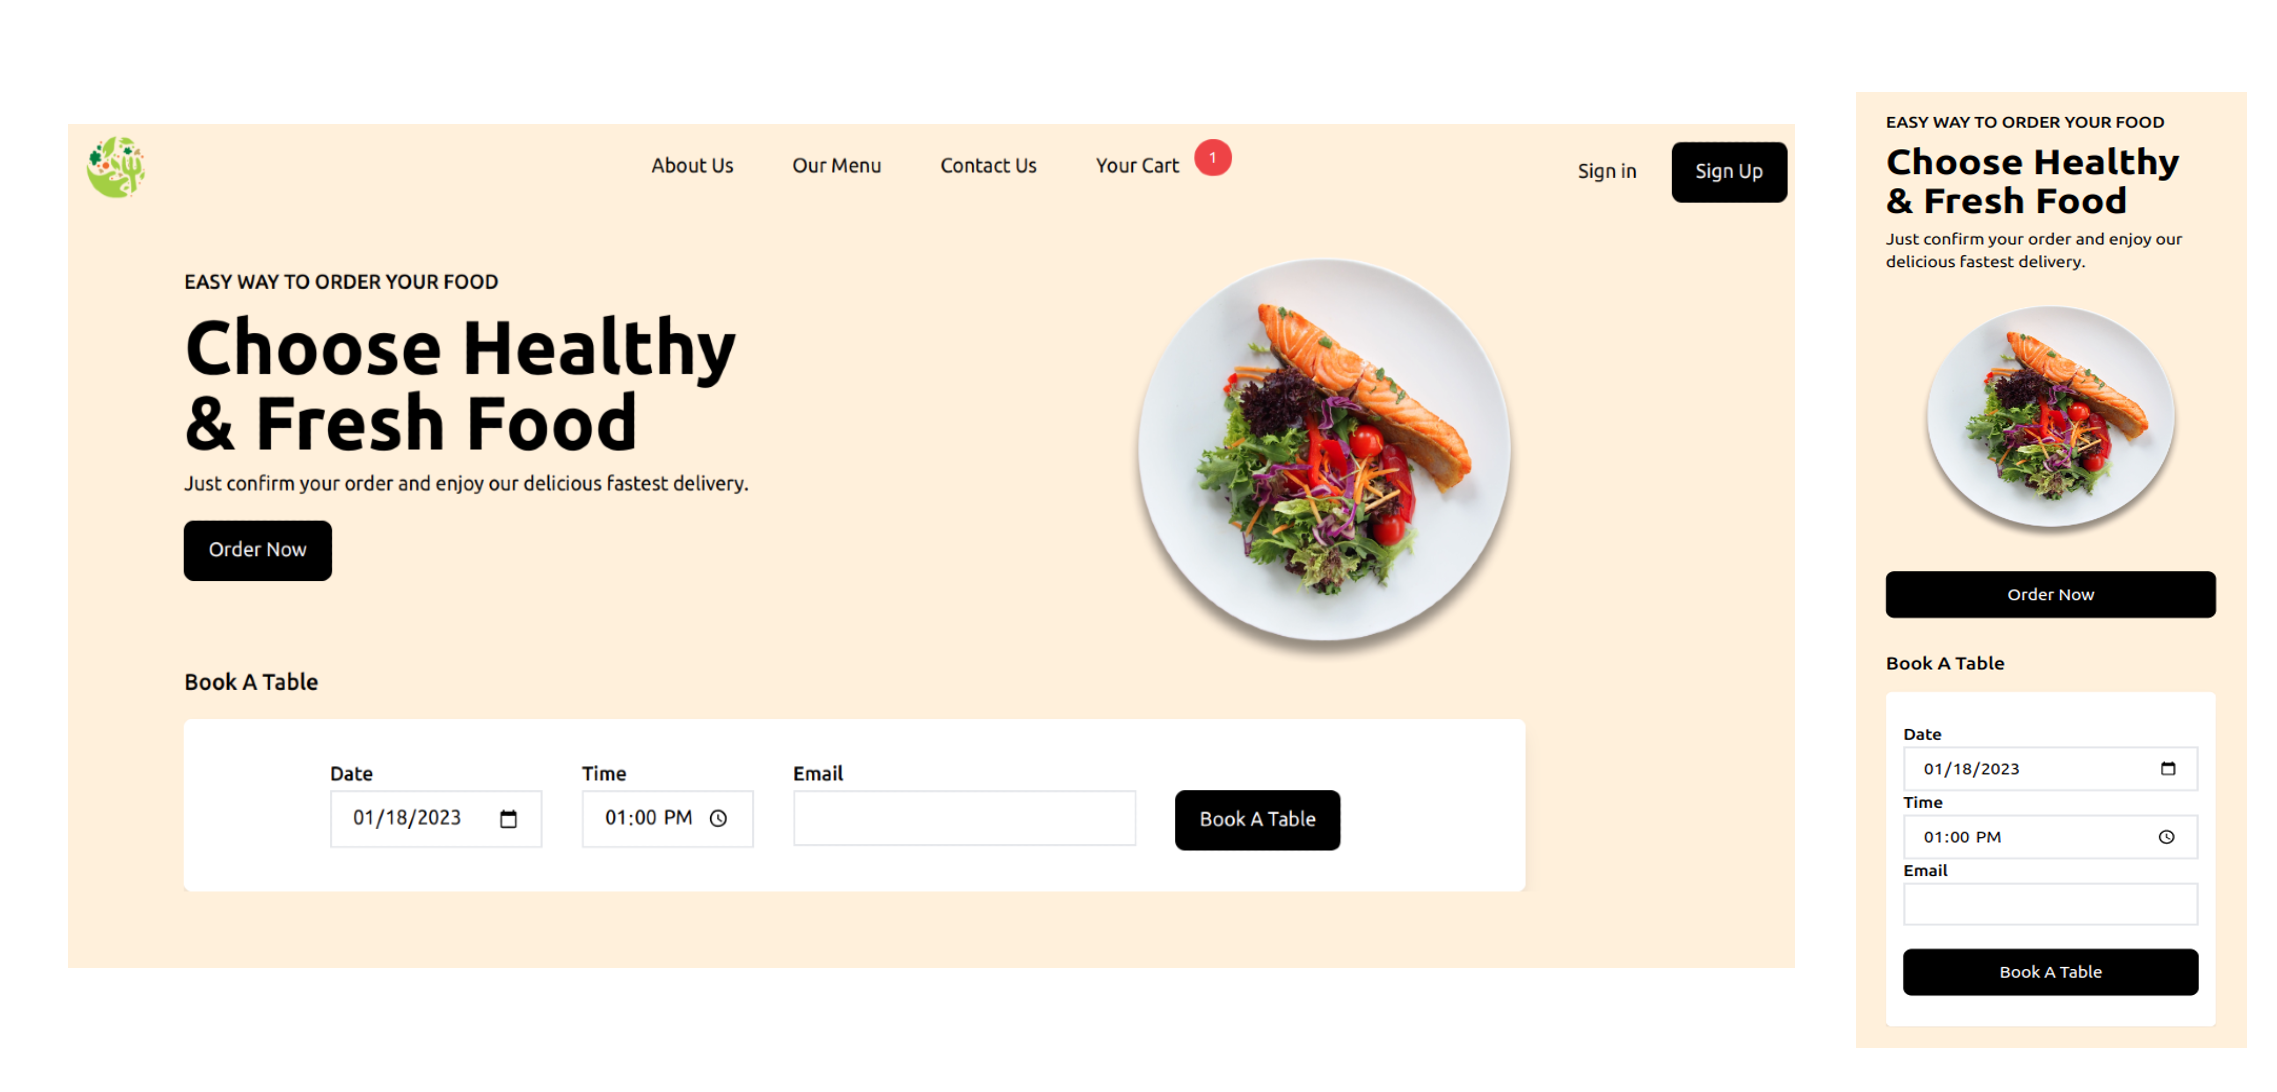 About Us
Our Menu
Contact Us
Your Cart
1
Sign in
Sign Up
EASY WAY TO ORDER YOUR FOOD
Choose Healthy
& Fresh Food
Just confirm your order and enjoy our delicious fastest delivery.
Order Now
Book A Table
Date
Time
Email
01/18/2023
01:00 PM
Book A Table
EASY WAY TO ORDER YOUR FOOD
Choose Healthy
& Fresh Food
Just confirm your order and enjoy our
delicious fastest delivery.
Order Now
Book A Table
Date
01/18/2023
Time
01:00 PM
Email
Book A Table